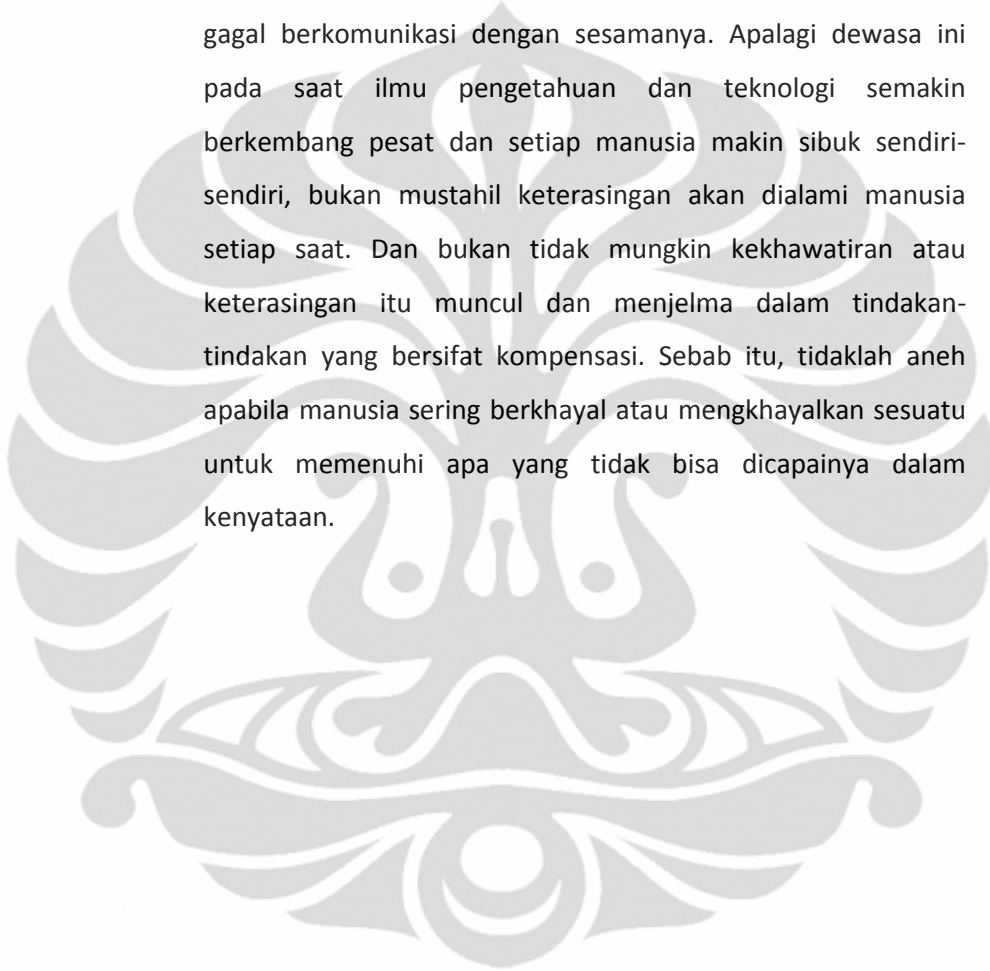 gagal berkomunikasi dengan sesamanya. Apalagi dewasa ini
pada saat ilmu pengetahuan dan teknologi semakin
berkembang pesat dan setiap manusia makin sibuk sendiri-
sendiri, bukan mustahil keterasingan akan dialami manusia
setiap saat. Dan bukan tidak mungkin kekhawatiran atau
keterasingan itu muncul dan menjelma dalam tindakan-
tindakan yang bersifat kompensasi. Sebab itu, tidaklah aneh
apabila manusia sering berkhayal atau mengkhayalkan sesuatu
untuk memenuhi apa yang tidak bisa dicapainya dalam
kenyataan.